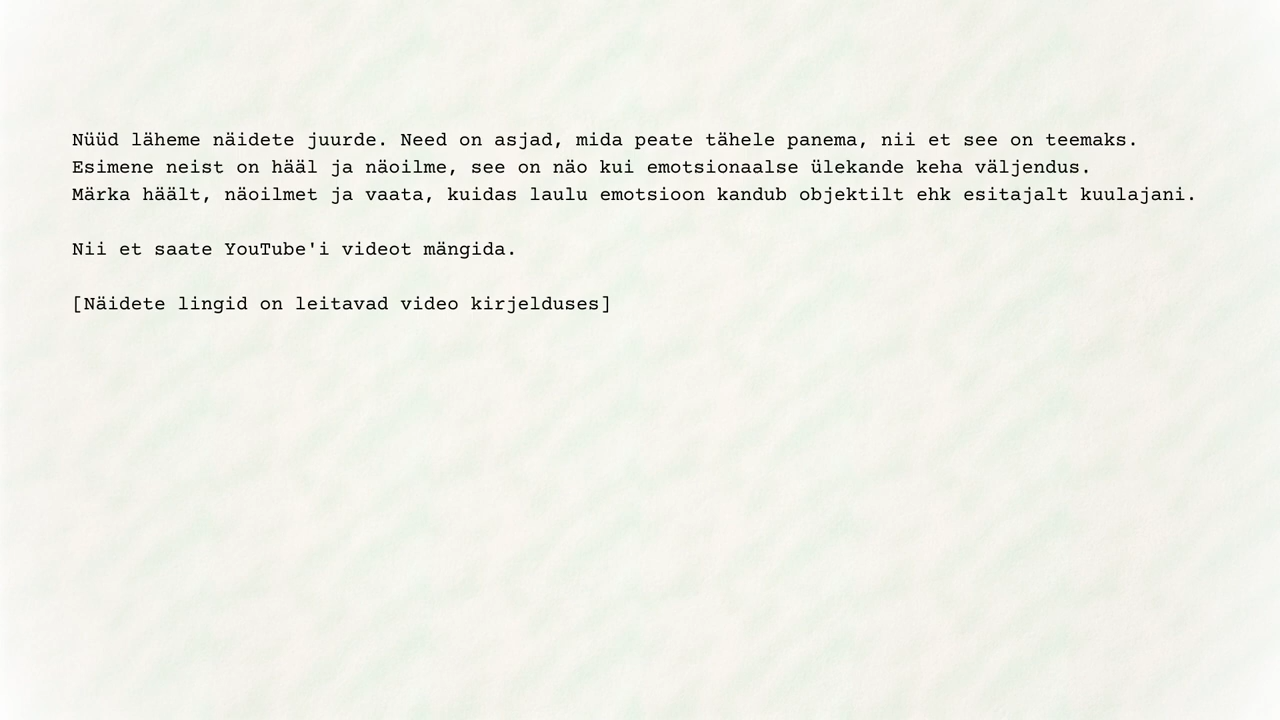 Nüüd läheme näidete juurde. Need on asjad, mida peate tähele panema, nii et see on teemaks.
Esimene neist on hääl ja näoilme, see on näo kui emotsionaalse ülekande keha väljendus.
Märka häält, näoilmet ja vaata, kuidas laulu emotsioon kandub objektilt ehk esitajalt kuulajani.
Nii et saate YouTube'i videot mängida.
[Näidete lingid on leitavad video kirjelduses]